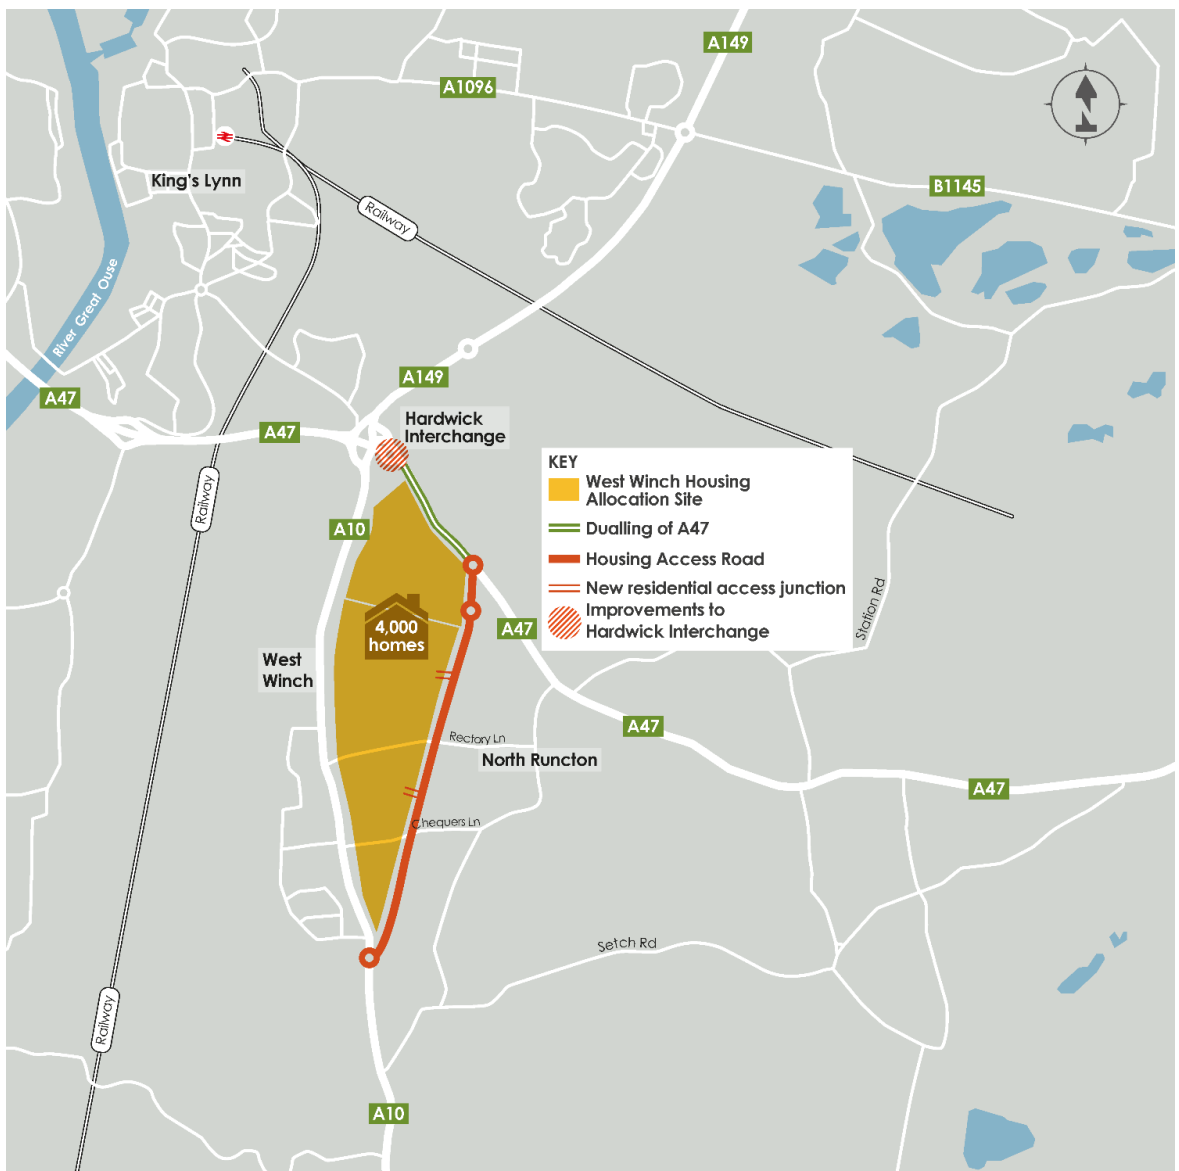 A149
A1096
B1145
King's Lynn
Railway
River Great Ouse
A149
A47
A47
Hardwick
Interchange
KEY
West Winch Housing
Allocation Site
Dualling of A47
Housing Access Road
New residential access junction
Improvements to
Hardwick Interchange
Railway
A10
Station Rd
4,000
homes
A47
West
Winch
A47
Rectory Ln
North Runcton
A47
Chequers Ln
Setch Rd
Railway
A10